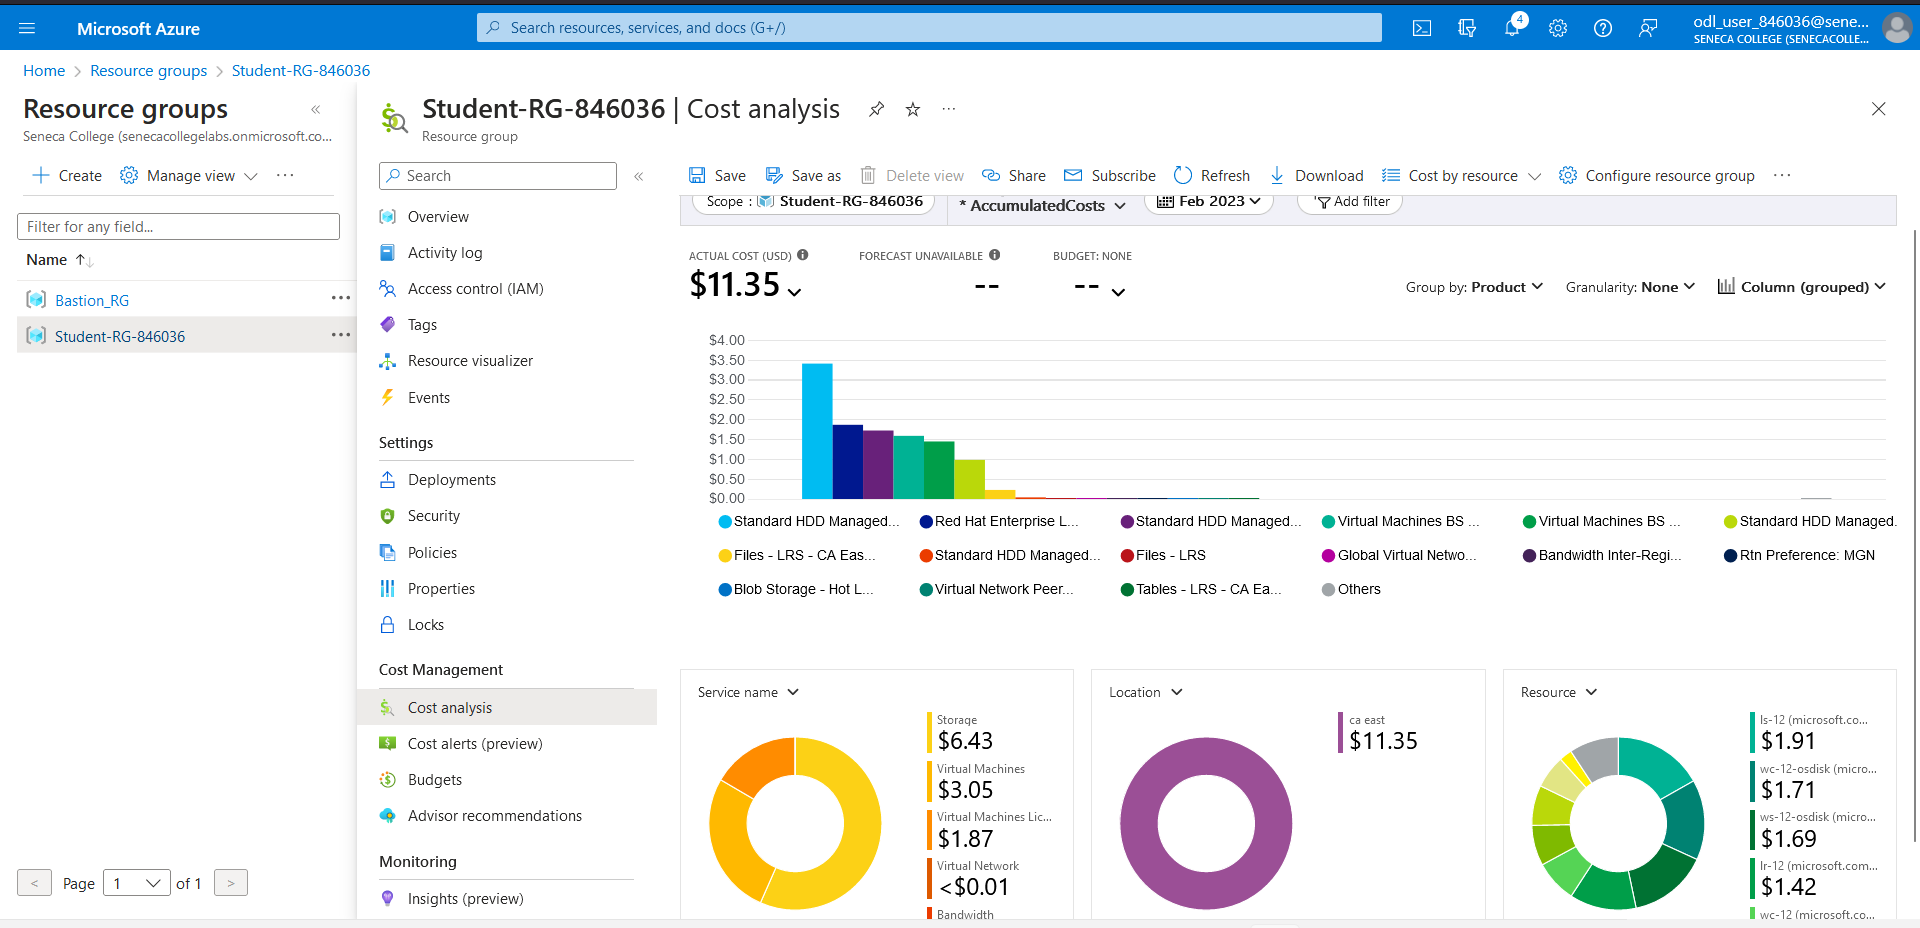 Microsoft Azure
Search resources, services, and docs (G+/)
4
odl_user_846036@sene...
SENECA COLLEGE (SENECACOLLE...
Home > Resource groups > Student-RG-846036
Resource groups
Seneca College (senecacollegelabs.onmicrosoft.co...
Create
Manage view
Filter for any field...
Name
Bastion_RG
Student-RG-846036
< Page 1 of 1 >
Student-RG-846036 | Cost analysis
Resource group
Search
Overview
Activity log
Access control (IAM)
Tags
Resource visualizer
Events
Settings
Deployments
Security
Policies
Properties
Locks
Cost Management
Cost analysis
Cost alerts (preview)
Budgets
Advisor recommendations
Monitoring
Insights (preview)
Save Save as Delete view Share Subscribe Refresh Download Cost by resource Configure resource group
Scope : Student-RG-846036 * AccumulatedCosts Feb 2023 Add filter
ACTUAL COST (USD) FORECAST UNAVAILABLE BUDGET: NONE
$11.35 -- --
Group by: Product Granularity: None Column (grouped)
$4.00
$3.50
$3.00
$2.50
$2.00
$1.50
$1.00
$0.50
$0.00
Standard HDD Managed... Red Hat Enterprise L... Standard HDD Managed... Virtual Machines BS ... Virtual Machines BS ... Standard HDD Managed.
Files - LRS - CA Eas... Standard HDD Managed... Files - LRS Global Virtual Netwo... Bandwidth Inter-Regi... Rtn Preference: MGN
Blob Storage - Hot L... Virtual Network Peer... Tables - LRS - CA Ea... Others
Service name
Storage
$6.43
Virtual Machines
$3.05
Virtual Machines Lic...
$1.87
Virtual Network
<$0.01
Bandwidth
Location
ca east
$11.35
Resource
ls-12 (microsoft.co...
$1.91
wc-12-osdisk (micro...
$1.71
ws-12-osdisk (micro...
$1.69
lr-12 (microsoft.com...
$1.42
wc-12 (microsoft.co...